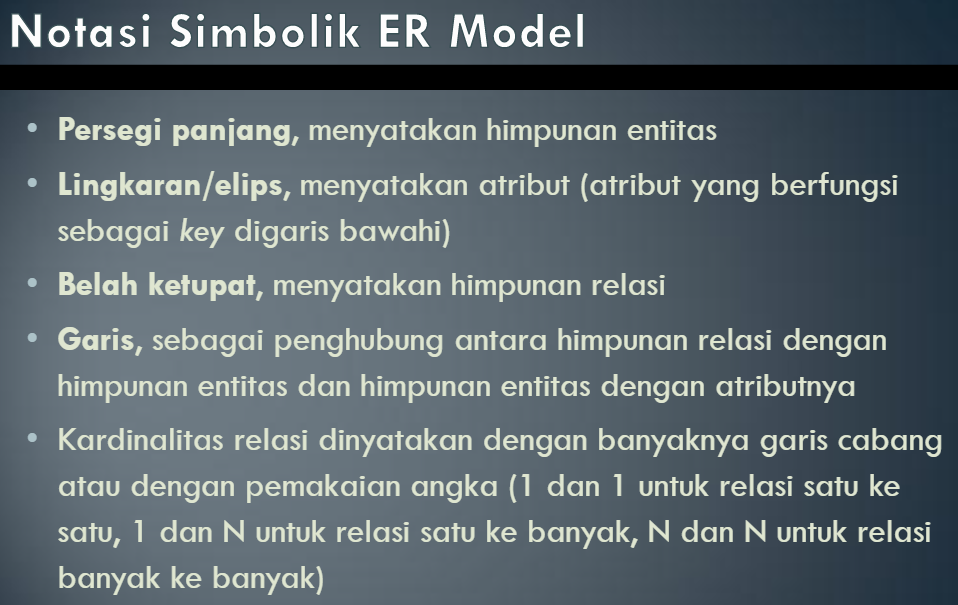 Notasi Simbolik ER Model
• Persegi panjang, menyatakan himpunan entitas
• Lingkaran/elips, menyatakan atribut (atribut yang berfungsi
sebagai key digaris bawahi)
• Belah ketupat, menyatakan himpunan relasi
• Garis, sebagai penghubung antara himpunan relasi dengan
himpunan entitas dan himpunan entitas dengan atributnya
• Kardinalitas relasi dinyatakan dengan banyaknya garis cabang
atau dengan pemakaian angka (1 dan 1 untuk relasi satu ke
satu, 1 dan N untuk relasi satu ke banyak, N dan N untuk relasi
banyak ke banyak)